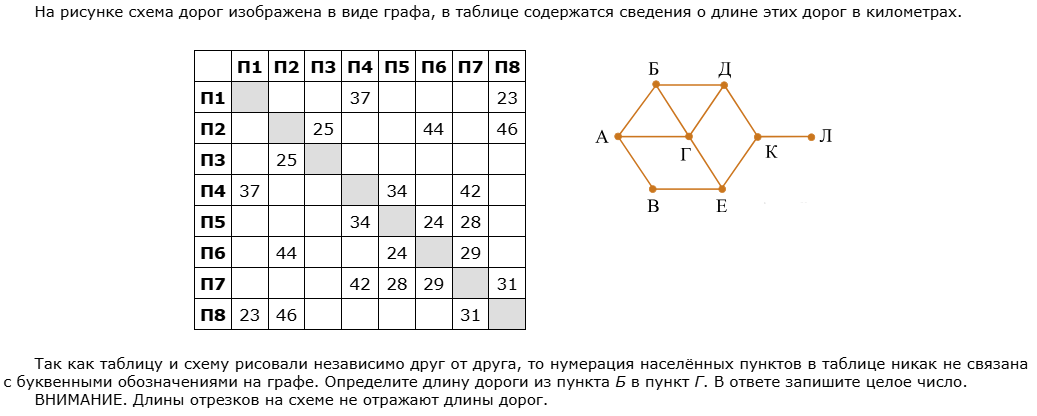 На рисунке схема дорог изображена в виде графа, в таблице содержатся сведения о длине этих дорог в километрах.
П1 П2 П3 П4 П5 П6 П7 П8
П1 37 23
П2 25 44 46
П3 25
П4 37 34 42
П5 34 24 28
П6 44 24 29
П7 42 28 29 31
П8 23 46 31
Б Д
А Г К Л
В Е
Так как таблицу и схему рисовали независимо друг от друга, то нумерация населённых пунктов в таблице никак не связана
с буквенными обозначениями на графе. Определите длину дороги из пункта Б в пункт Г. В ответе запишите целое число.
ВНИМАНИЕ. Длины отрезков на схеме не отражают длины дорог.